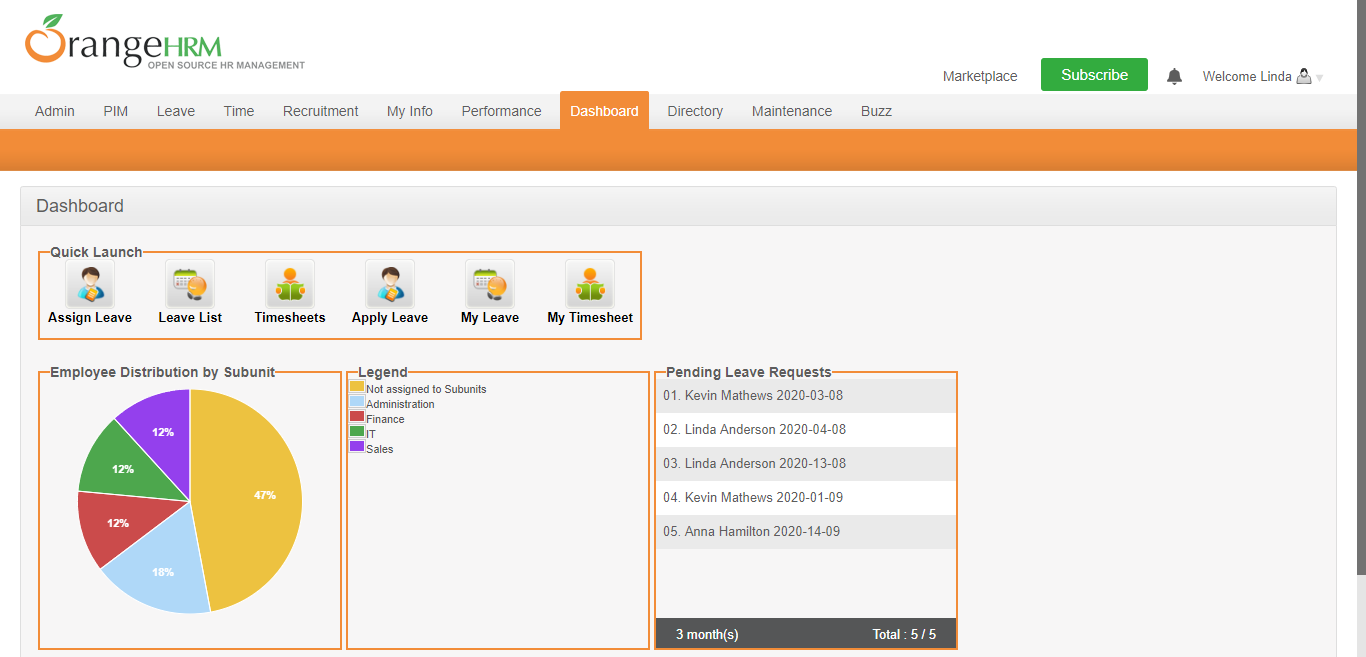 OrangeHRM
OPEN SOURCE HR MANAGEMENT
Marketplace Subscribe Welcome Linda
Admin PIM Leave Time Recruitment My Info Performance Dashboard Directory Maintenance Buzz
Dashboard
Quick Launch
Assign Leave Leave List Timesheets Apply Leave My Leave My Timesheet
Employee Distribution by Subunit
12%
47%
12%
12%
18%
Legend
Not assigned to Subunits
Administration
Finance
IT
Sales
Pending Leave Requests
01. Kevin Mathews 2020-03-08
02. Linda Anderson 2020-04-08
03. Linda Anderson 2020-13-08
04. Kevin Mathews 2020-01-09
05. Anna Hamilton 2020-14-09
3 month(s) Total : 5 / 5